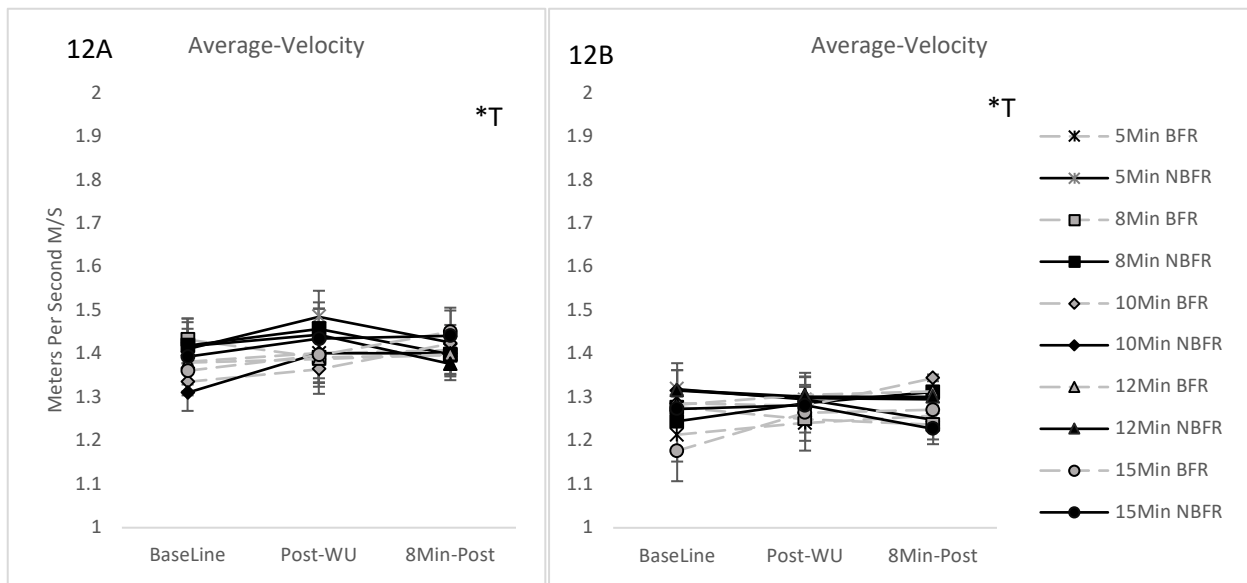 12A
Average-Velocity
*T
Meters Per Second M/S
2
1.9
1.8
1.7
1.6
1.5
1.4
1.3
1.2
1.1
1
BaseLine Post-WU 8Min-Post
12B
Average-Velocity
*T
2
1.9
1.8
1.7
1.6
1.5
1.4
1.3
1.2
1.1
1
BaseLine Post-WU 8Min-Post
5Min BFR
5Min NBFR
8Min BFR
8Min NBFR
10Min BFR
10Min NBFR
12Min BFR
12Min NBFR
15Min BFR
15Min NBFR